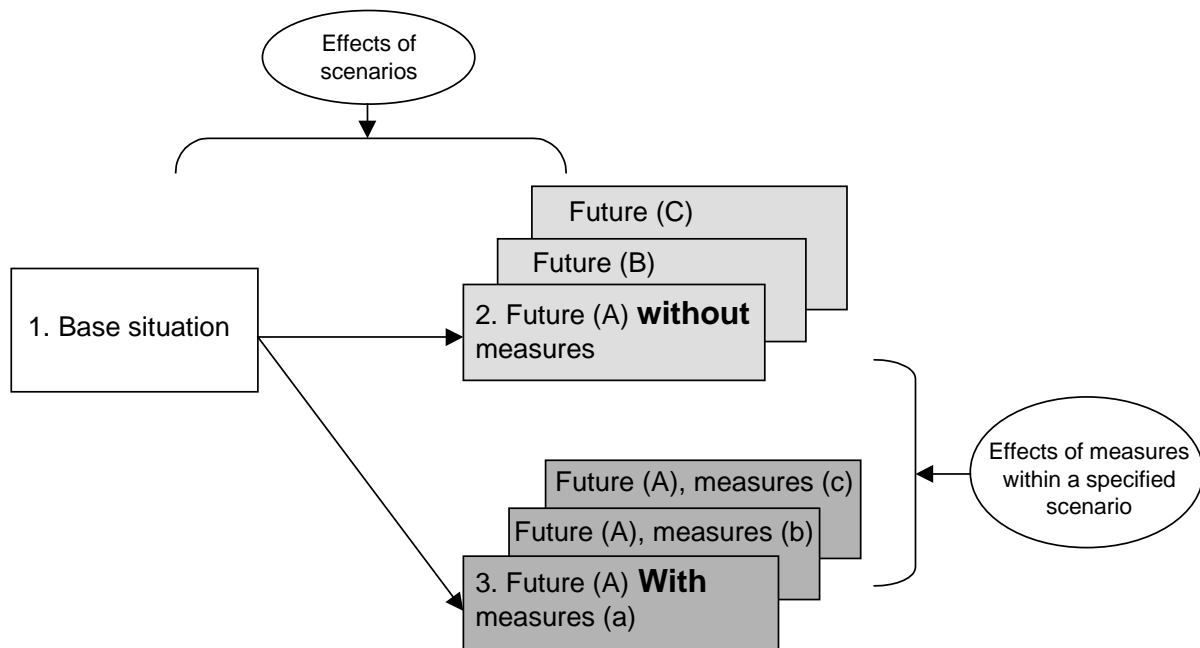 Effects of
scenarios
Future (C)
Future (B)
1. Base situation
2. Future (A) without
measures
Effects of measures
within a specified
scenario
Future (A), measures (c)
Future (A), measures (b)
3. Future (A) With
measures (a)